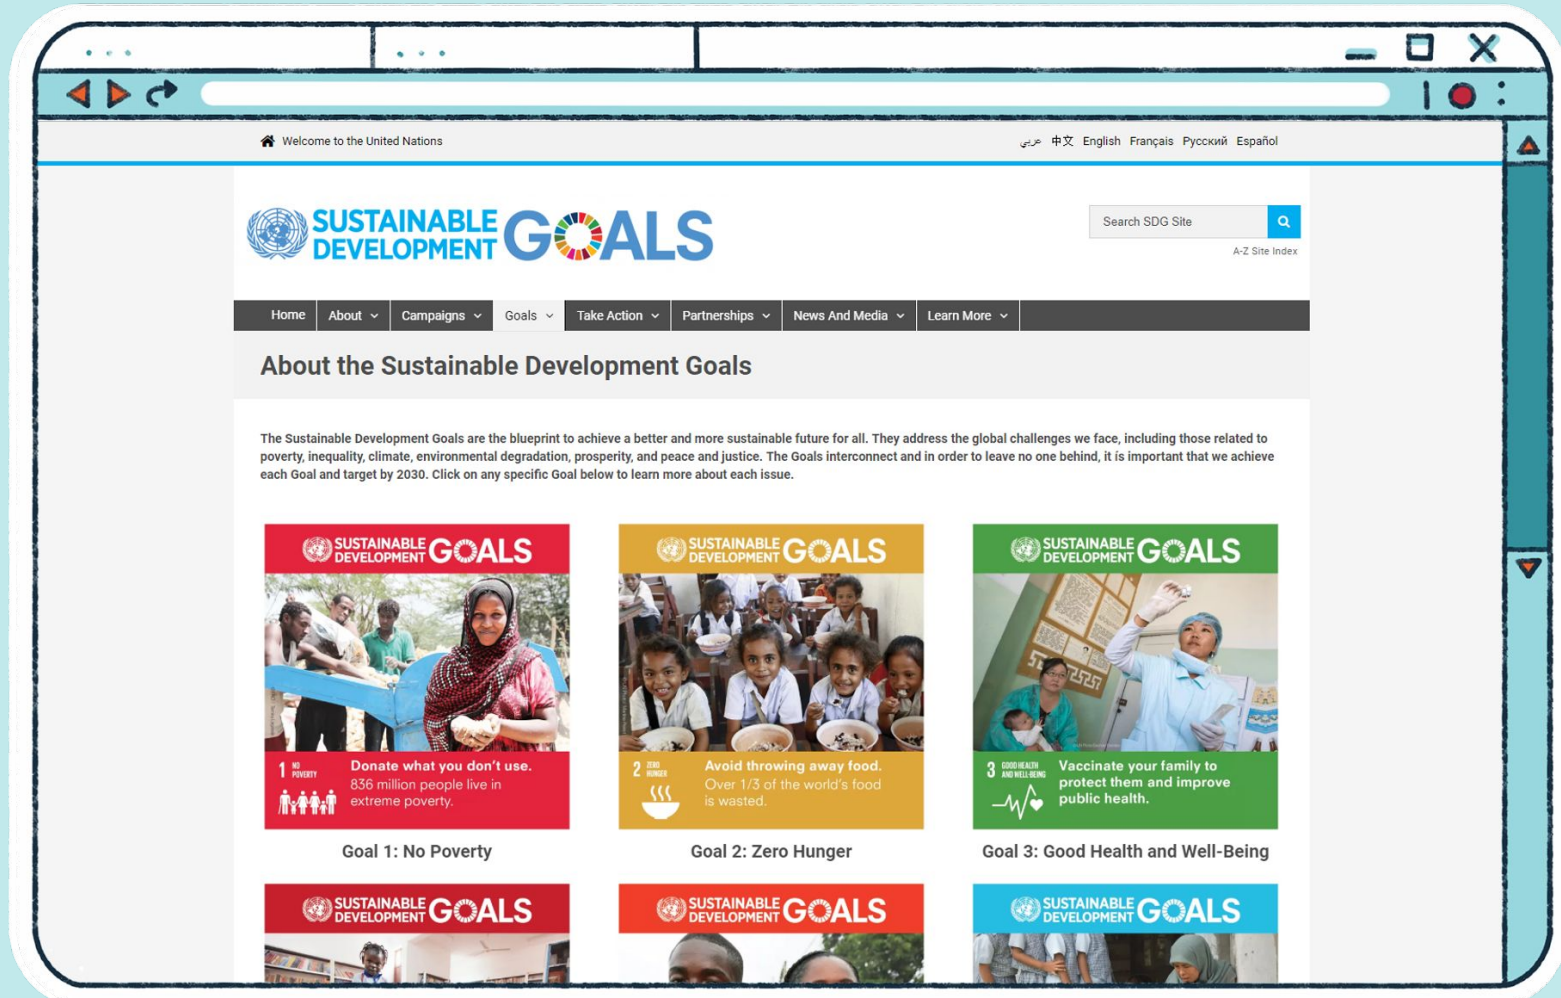 Welcome to the United Nations
عربي 中文 English Français Русский Español
SUSTAINABLE
DEVELOPMENT GOALS
Search SDG Site
A-Z Site Index
Home About Campaigns Goals Take Action Partnerships News And Media Learn More
About the Sustainable Development Goals
The Sustainable Development Goals are the blueprint to achieve a better and more sustainable future for all. They address the global challenges we face, including those related to
poverty, inequality, climate, environmental degradation, prosperity, and peace and justice. The Goals interconnect and in order to leave no one behind, it ís important that we achieve
each Goal and target by 2030. Click on any specific Goal below to learn more about each issue.
SUSTAINABLE
DEVELOPMENT GOALS
1 NO
POVERTY
Donate what you don't use.
836 million people live in
extreme poverty.
Goal 1: No Poverty
SUSTAINABLE
DEVELOPMENT GOALS
2 ZERO
HUNGER
Avoid throwing away food.
Over 1/3 of the world's food
is wasted.
Goal 2: Zero Hunger
SUSTAINABLE
DEVELOPMENT GOALS
3 GOOD HEALTH
AND WELL-BEING
Vaccinate your family to
protect them and improve
public health.
Goal 3: Good Health and Well-Being
SUSTAINABLE
DEVELOPMENT GOALS
SUSTAINABLE
DEVELOPMENT GOALS
SUSTAINABLE
DEVELOPMENT GOALS